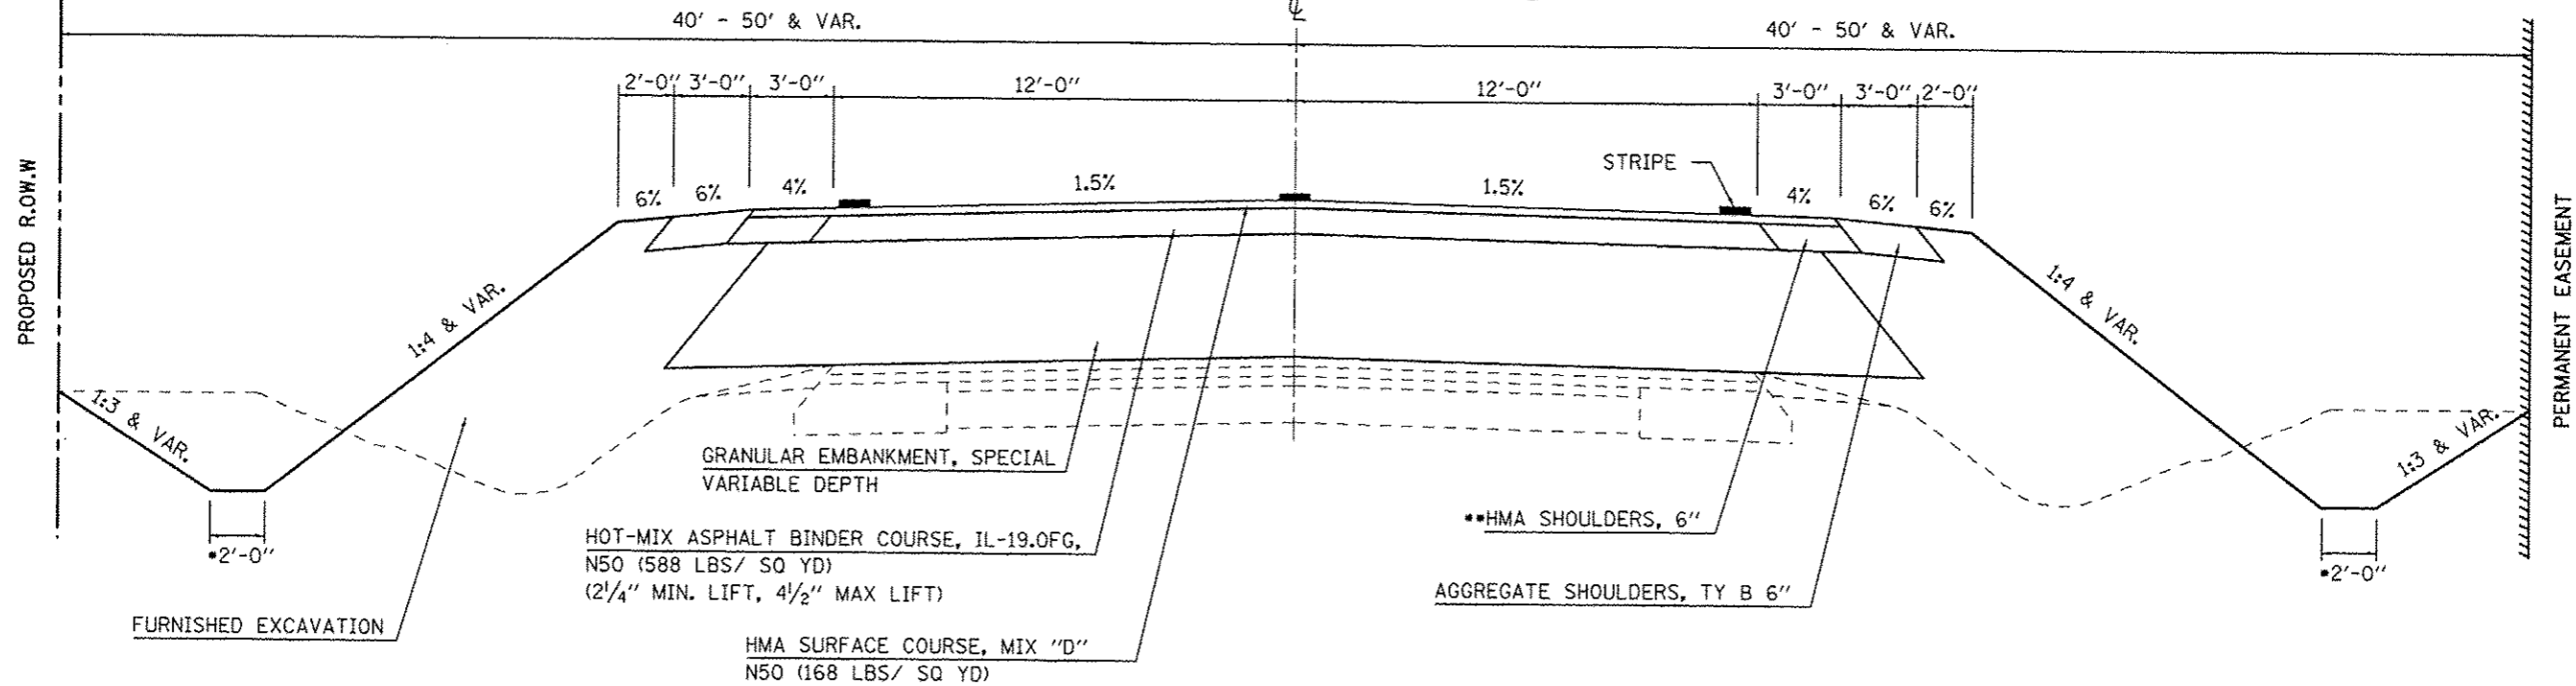 ℄
40' - 50' & VAR.
40' - 50' & VAR.
2'-0" 3'-0" 3'-0" 12'-0" 12'-0" 3'-0" 3'-0" 2'-0"
STRIPE
6% 6% 4% 1.5% 1.5% 4% 6% 6%
PROPOSED R.OW.W
PERMANENT EASEMENT
1:4 & VAR.
1:4 & VAR.
1:3 & VAR.
1:3 & VAR.
*2'-0"
*2'-0"
GRANULAR EMBANKMENT, SPECIAL
VARIABLE DEPTH
HOT-MIX ASPHALT BINDER COURSE, IL-19.0FG,
N50 (588 LBS/ SQ YD)
(2 1/4" MIN. LIFT, 4 1/2" MAX LIFT)
**HMA SHOULDERS, 6"
AGGREGATE SHOULDERS, TY B 6"
FURNISHED EXCAVATION
HMA SURFACE COURSE, MIX "D"
N50 (168 LBS/ SQ YD)